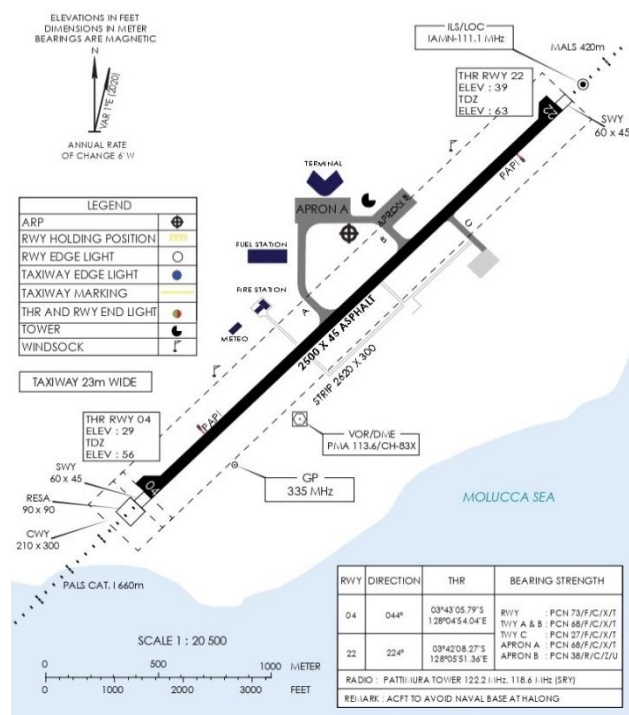 ELEVATIONS IN FEET
DIMENSIONS IN METER
BEARINGS ARE MAGNETIC
N
VAR 1°E (2020)
ANNUAL RATE
OF CHANGE 6' W
ILS/LOC
IAMN-111.1 MHz
MALS 420m
THR RWY 22
ELEV : 39
TDZ
ELEV : 63
22
SWY
60 x 45
PAPI
TERMINAL
APRON A
APRON B
B
C
LEGEND
ARP
RWY HOLDING POSITION
RWY EDGE LIGHT
TAXIWAY EDGE LIGHT
TAXIWAY MARKING
THR AND RWY END LIGHT
TOWER
WINDSOCK
FUEL STATION
FIRE STATION
A
METEO
2500 X 45 ASPHALT
STRIP 2620 X 300
TAXIWAY 23m WIDE
PAPI
THR RWY 04
ELEV : 29
TDZ
ELEV : 56
VOR/DME
PMA 113.6/CH-83X
SWY
60 x 45
04
GP
335 MHz
RESA
90 x 90
CWY
210 x 300
MOLUCCA SEA
PALS CAT. I 660m
SCALE 1 : 20 500
0 500 1000 METER
0 1000 2000 3000 FEET
RWY DIRECTION THR BEARING STRENGTH
04 044° 03°43'05.79"S 128°04'54.04"E
22 224° 03°42'08.27"S 128°05'51.36"E
RWY : PCN 73/F/C/X/T
TWY A & B : PCN 68/F/C/X/T
TWY C : PCN 27/F/C/X/T
APRON A : PCN 68/F/C/X/T
APRON B : PCN 38/R/C/Z/U
RADIO : PATTIMURA TOWER 122.2 MHz, 118.6 MHz (SRY)
REMARK : ACFT TO AVOID NAVAL BASE AT HALONG